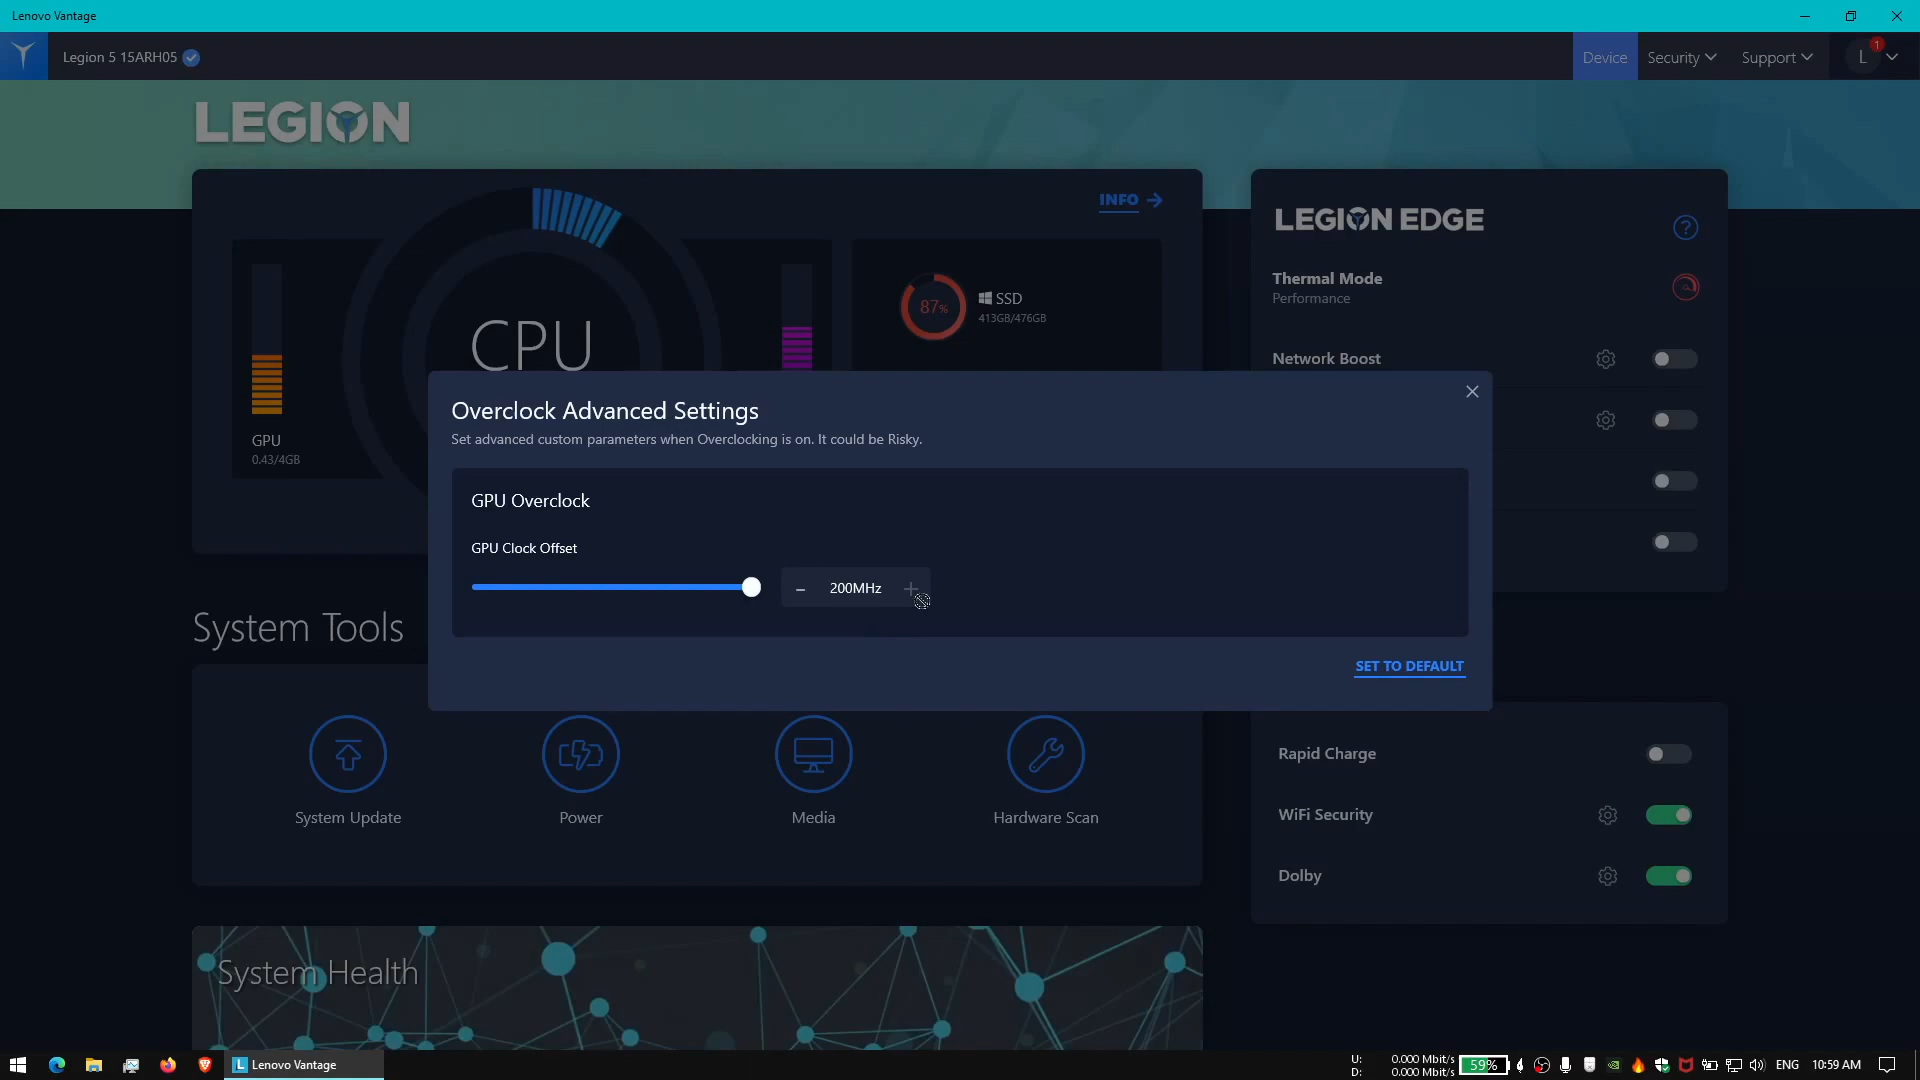 Lenovo Vantage
Legion 5 15ARH05
Device
Security
Support
L
1
LEGION
INFO
CPU
GPU
0.43/4GB
87%
SSD
413GB/476GB
LEGION EDGE
?
Thermal Mode
Performance
Network Boost
Overclock Advanced Settings
Set advanced custom parameters when Overclocking is on. It could be Risky.
GPU Overclock
GPU Clock Offset
– 200MHz +
SET TO DEFAULT
System Tools
System Update
Power
Media
Hardware Scan
Rapid Charge
WiFi Security
Dolby
System Health
L Lenovo Vantage
U: 0.000 Mbit/s
D: 0.000 Mbit/s
59%
ENG
10:59 AM